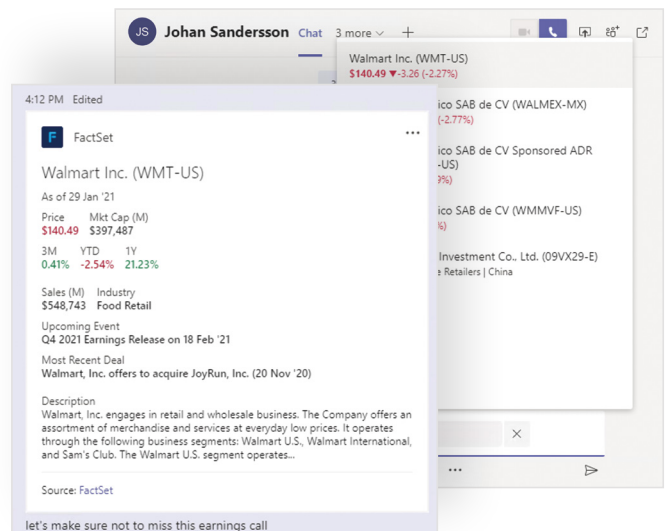 JS Johan Sandersson Chat 3 more
Walmart Inc. (WMT-US)
$140.49 ▼-3.26 (-2.27%)
ico SAB de CV (WALMEX-MX)
(-2.77%)
ico SAB de CV Sponsored ADR
-US)
9%)
ico SAB de CV (WMMVF-US)
%)
Investment Co., Ltd. (09VX29-E)
e Retailers | China
4:12 PM Edited
F FactSet
Walmart Inc. (WMT-US)
As of 29 Jan '21
Price Mkt Cap (M)
$140.49 $397,487
3M YTD 1Y
0.41% -2.54% 21.23%
Sales (M) Industry
$548,743 Food Retail
Upcoming Event
Q4 2021 Earnings Release on 18 Feb '21
Most Recent Deal
Walmart, Inc. offers to acquire JoyRun, Inc. (20 Nov '20)
Description
Walmart, Inc. engages in retail and wholesale business. The Company offers an
assortment of merchandise and services at everyday low prices. It operates
through the following business segments: Walmart U.S., Walmart International,
and Sam's Club. The Walmart U.S. segment operates...
Source: FactSet
let's make sure not to miss this earnings call